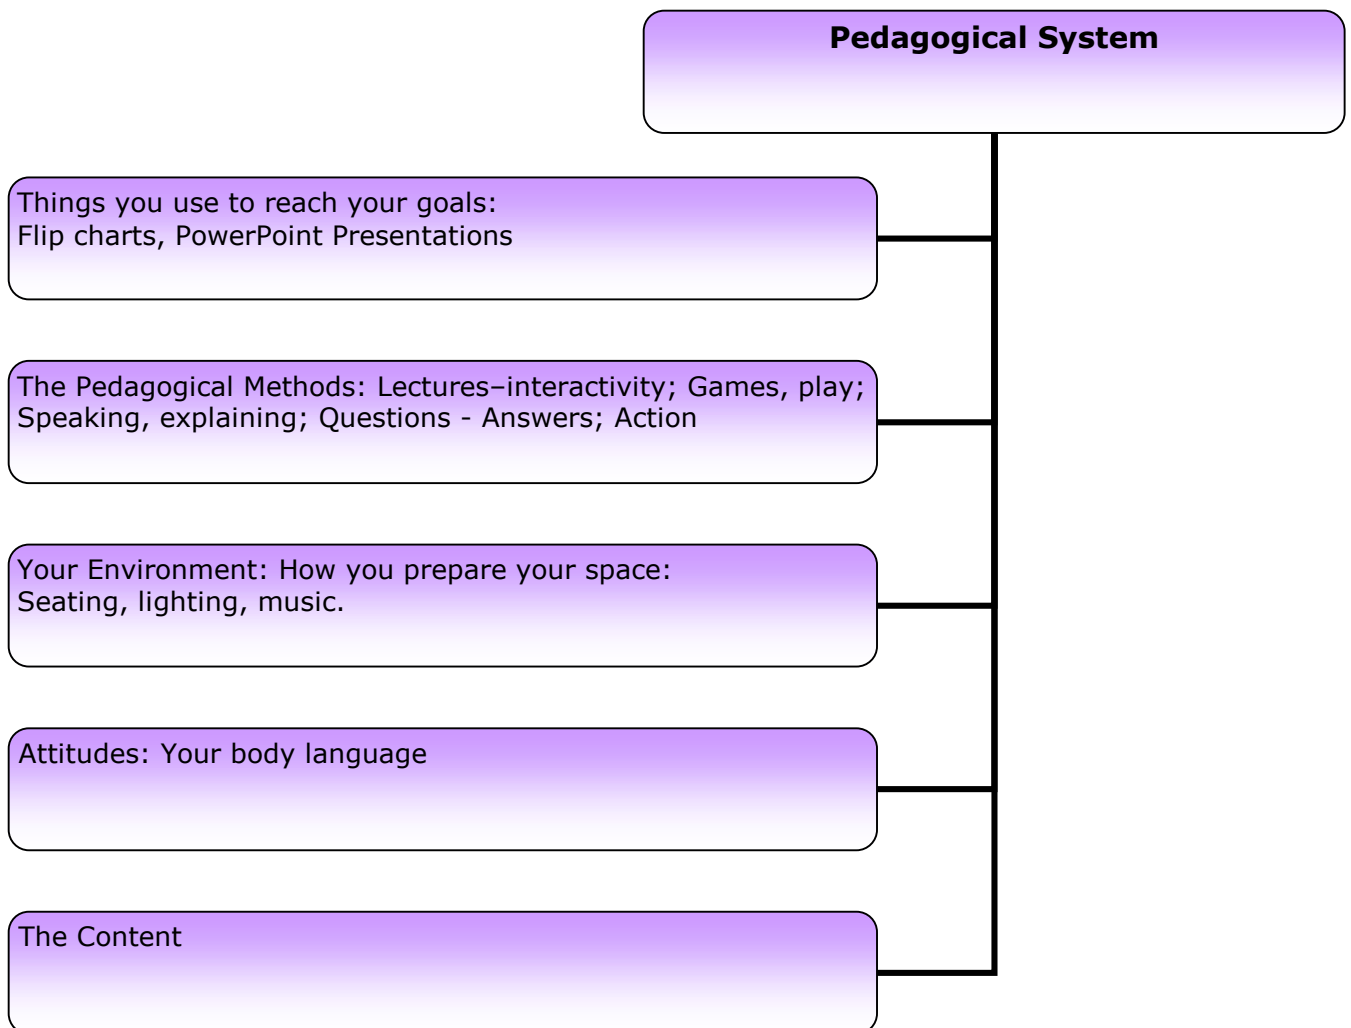 Pedagogical System
Things you use to reach your goals:
Flip charts, PowerPoint Presentations
The Pedagogical Methods: Lectures–interactivity; Games, play;
Speaking, explaining; Questions - Answers; Action
Your Environment: How you prepare your space:
Seating, lighting, music.
Attitudes: Your body language
The Content